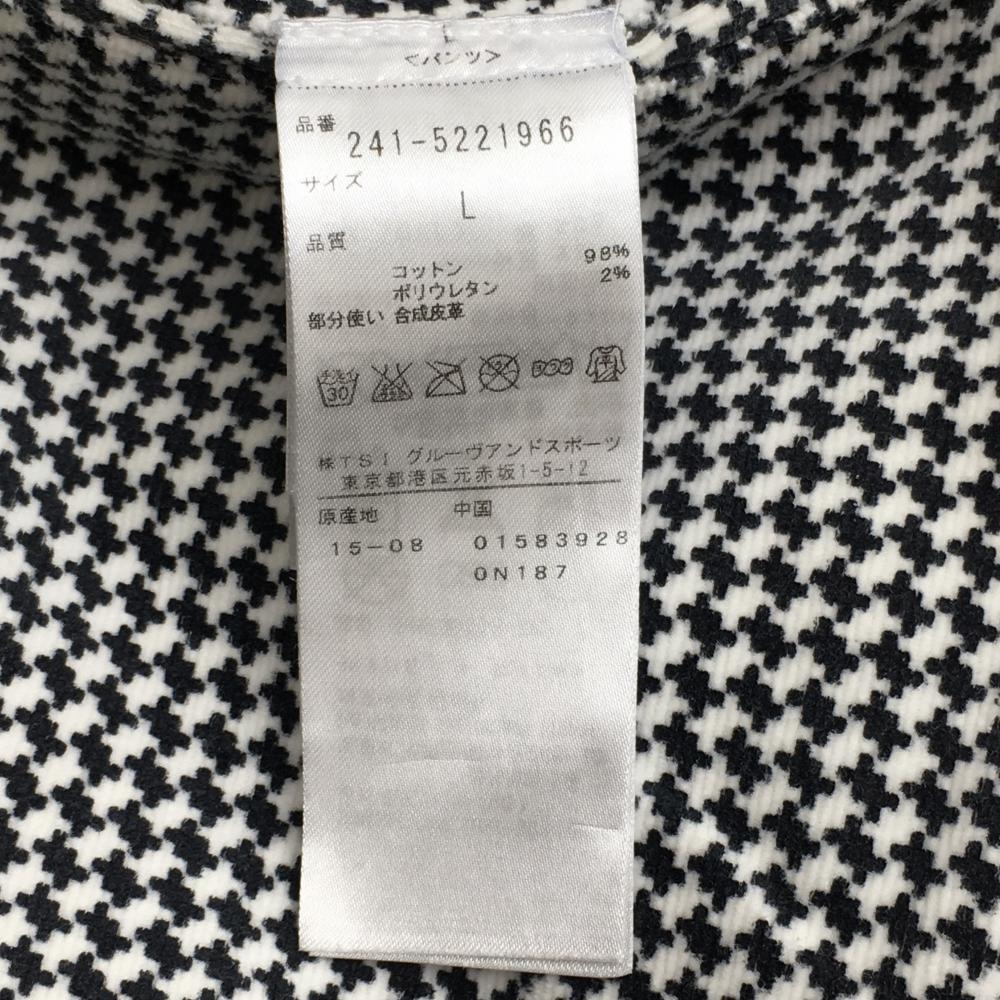 <パンツ>
品番 241-5221966
サイズ
L
品質
コットン 98%
ポリウレタン 2%
部分使い 合成皮革
30
株TSI グルーヴアンドスポーツ
東京都港区元赤坂1-5-12
原産地 中国
15-08 01583928
0N187